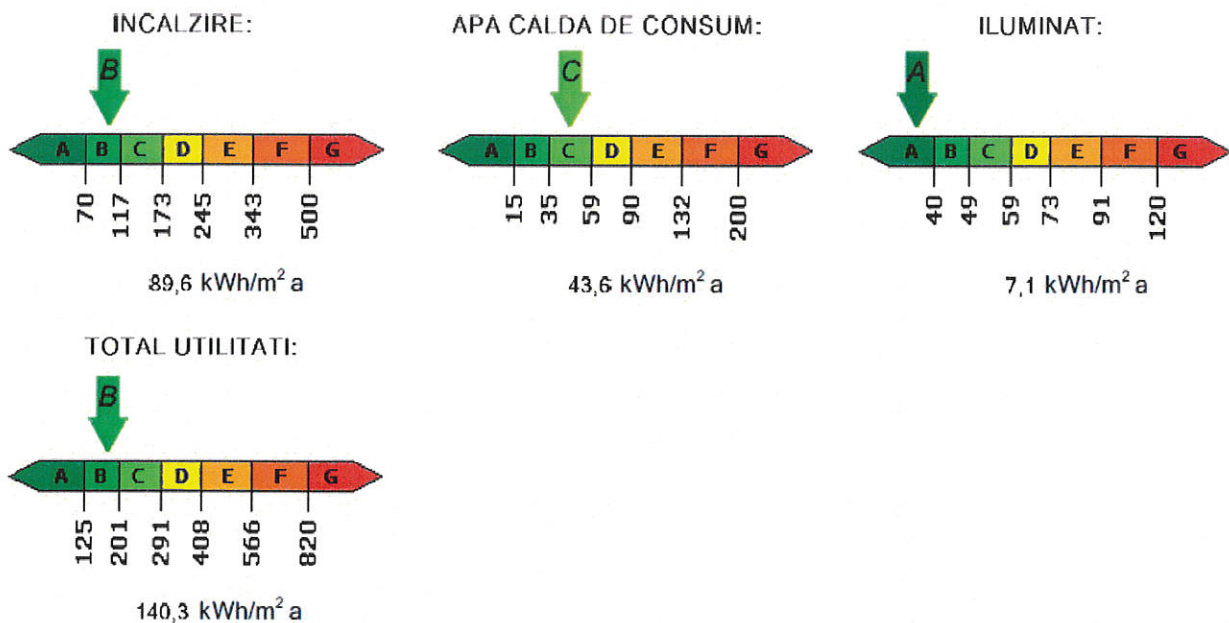 INCALZIRE:
B
A B C D E F G
70 117 173 245 343 500
89,6 kWh/m² a
APA CALDA DE CONSUM:
C
A B C D E F G
15 35 59 90 132 200
43,6 kWh/m² a
ILUMINAT:
A
A B C D E F G
40 49 59 73 91 120
7,1 kWh/m² a
TOTAL UTILITATI:
B
A B C D E F G
125 201 291 408 566 820
140,3 kWh/m² a